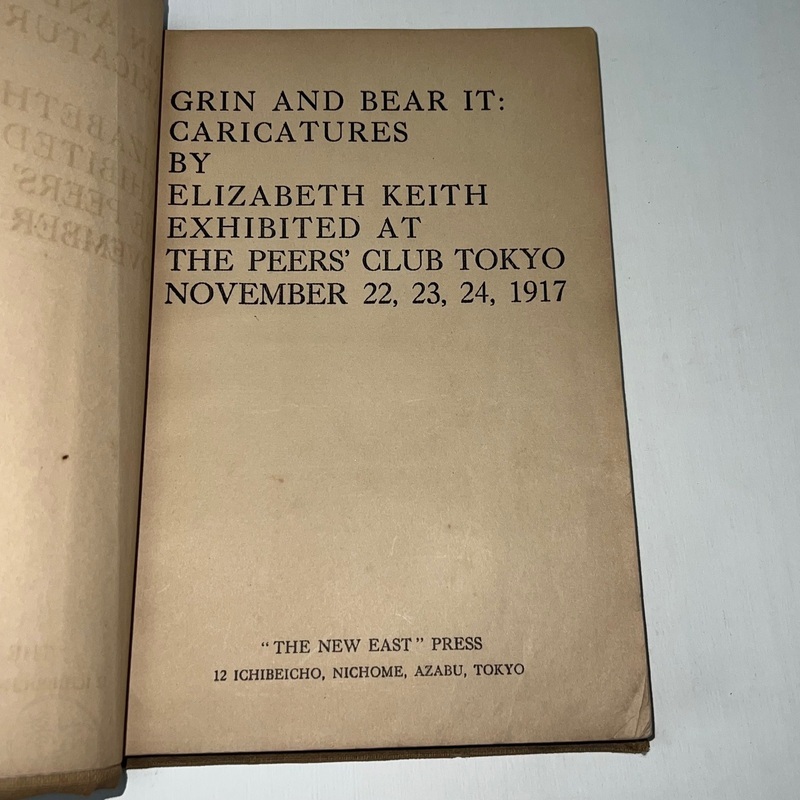 GRIN AND BEAR IT:
CARICATURES
BY
ELIZABETH KEITH
EXHIBITED AT
THE PEERS' CLUB TOKYO
NOVEMBER 22, 23, 24, 1917
"THE NEW EAST" PRESS
12 ICHIBEICHO, NICHOME, AZABU, TOKYO